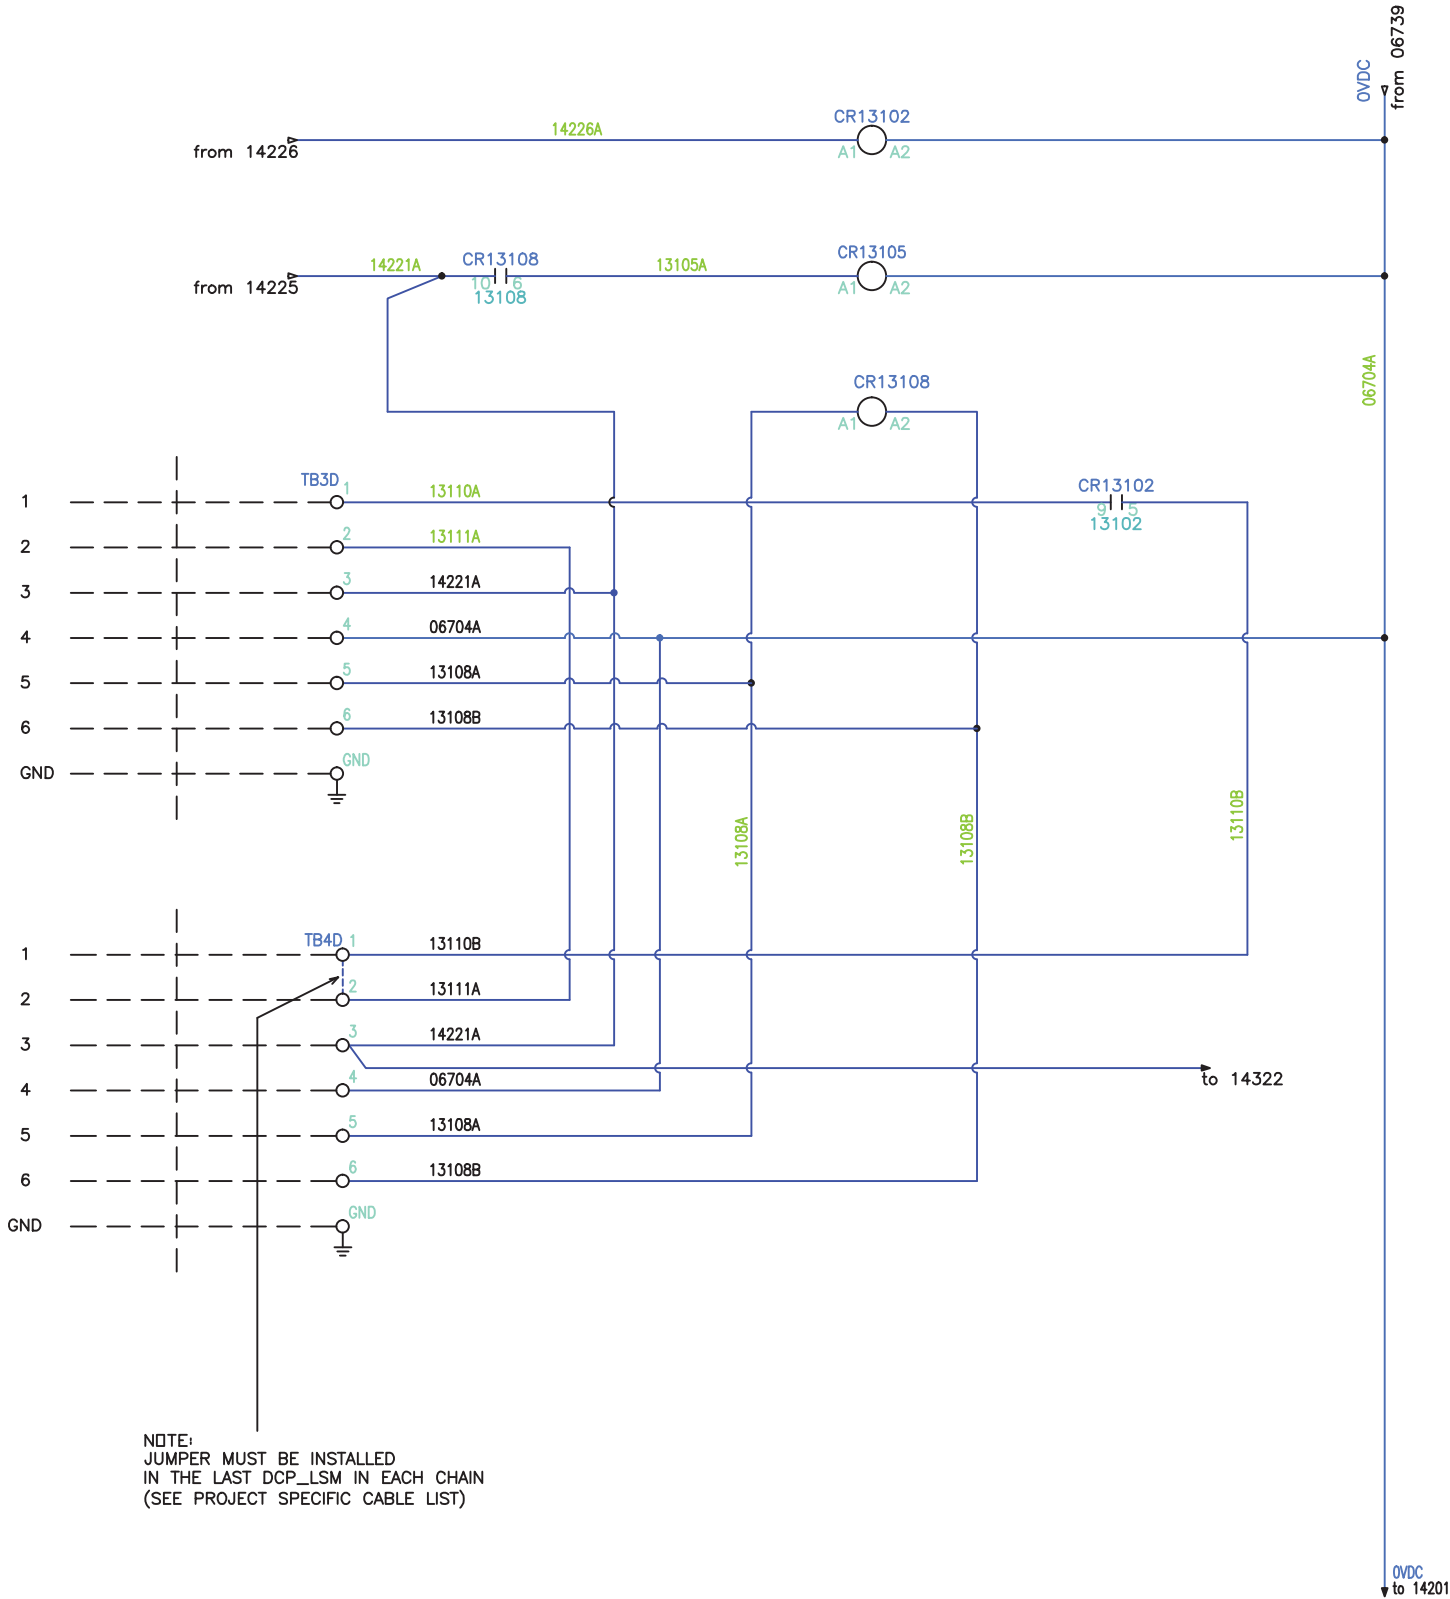 from 06739
0VDC
CR13102
14226A
from 14226
A1 A2
CR13105
14221A CR13108 13105A
from 14225
10 6
A1 A2
13108
06704A
CR13108
A1 A2
TB3D
1 1 13110A CR13102
9 5
13102
2 2 13111A
3 3 14221A
4 4 06704A
5 5 13108A
6 6 13108B
GND GND
13108A 13108B 13110B
TB4D
1 1 13110B
2 2 13111A
3 3 14221A
to 14322
4 4 06704A
5 5 13108A
6 6 13108B
GND GND
NOTE:
JUMPER MUST BE INSTALLED
IN THE LAST DCP_LSM IN EACH CHAIN
(SEE PROJECT SPECIFIC CABLE LIST)
0VDC
to 14201